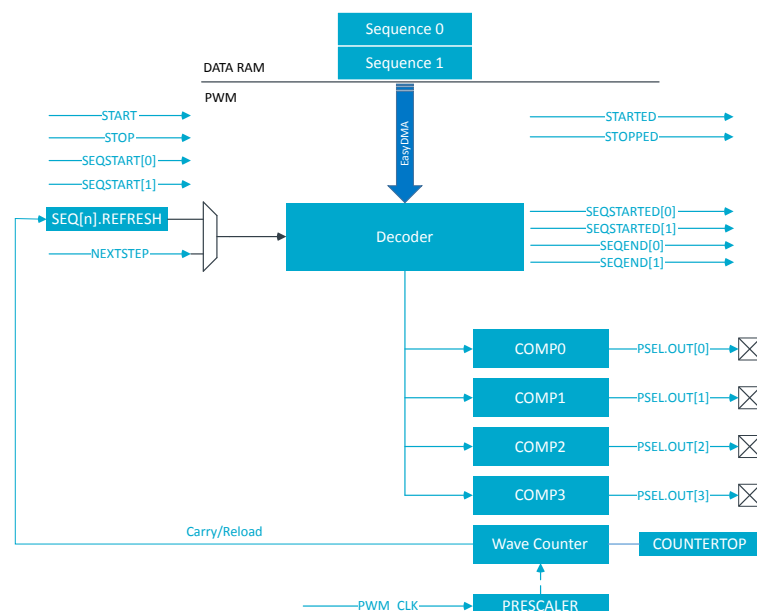 Sequence 0
Sequence 1
DATA RAM
PWM
START
STOP
SEQSTART[0]
SEQSTART[1]
EasyDMA
STARTED
STOPPED
SEQ[n].REFRESH
NEXTSTEP
Decoder
SEQSTARTED[0]
SEQSTARTED[1]
SEQEND[0]
SEQEND[1]
COMP0
PSEL.OUT[0]
COMP1
PSEL.OUT[1]
COMP2
PSEL.OUT[2]
COMP3
PSEL.OUT[3]
Carry/Reload
Wave Counter
COUNTERTOP
PWM_CLK
PRESCALER